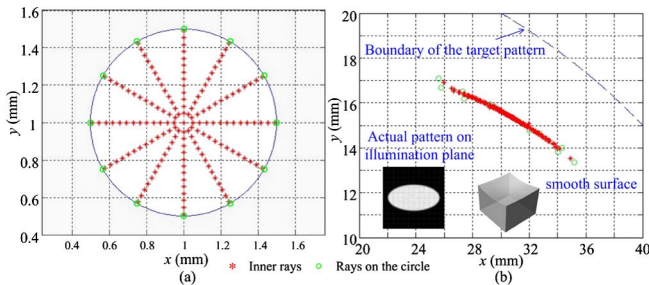 1.6
1.4
1.2
1
0.8
0.6
0.4
y (mm)
0.4 0.6 0.8 1 1.2 1.4 1.6
x (mm)
(a)
* Inner rays
○ Rays on the circle
20
18
16
14
12
10
y (mm)
Boundary of the target pattern
Actual pattern on
illumination plane
smooth surface
20 24 28 32 36 40
x (mm)
(b)